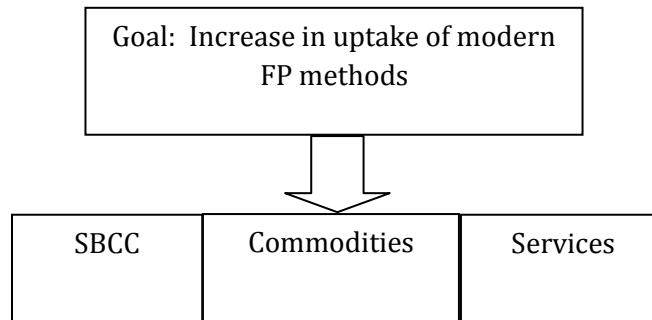 Goal:  Increase in uptake of modern
FP methods
SBCC
Commodities
Services